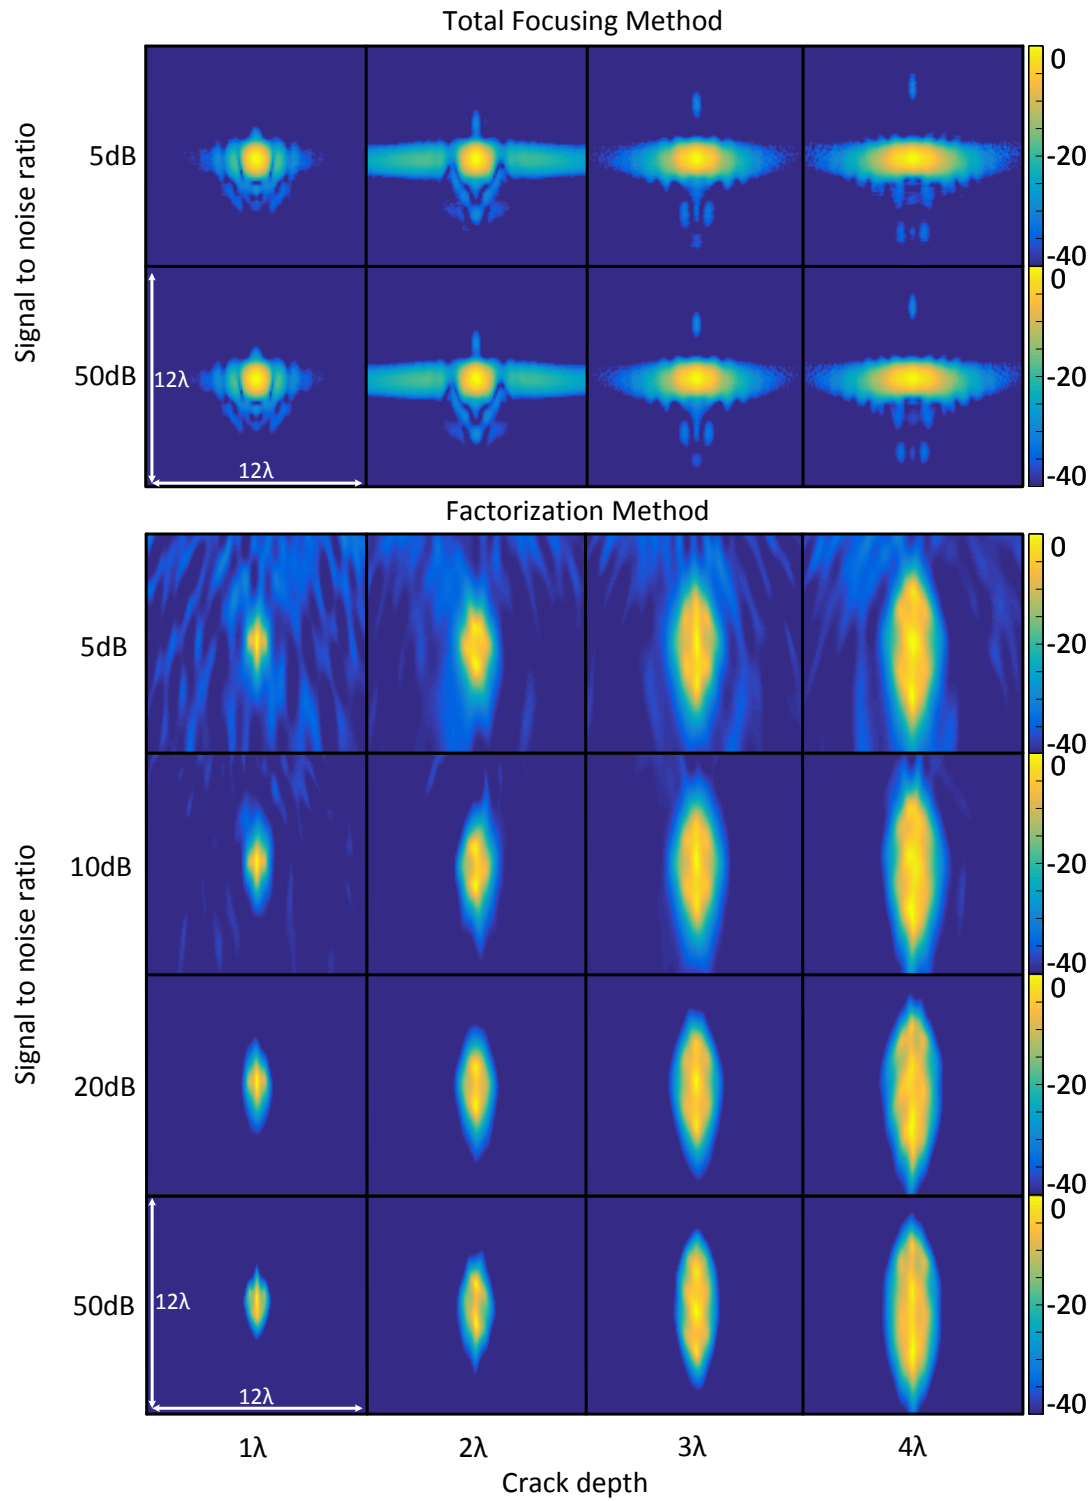 Total Focusing Method
Signal to noise ratio
5dB
0
-20
-40
50dB
12λ
12λ
0
-20
-40
Factorization Method
Signal to noise ratio
5dB
0
-20
-40
10dB
0
-20
-40
20dB
0
-20
-40
50dB
12λ
12λ
0
-20
-40
1λ 2λ 3λ 4λ
Crack depth